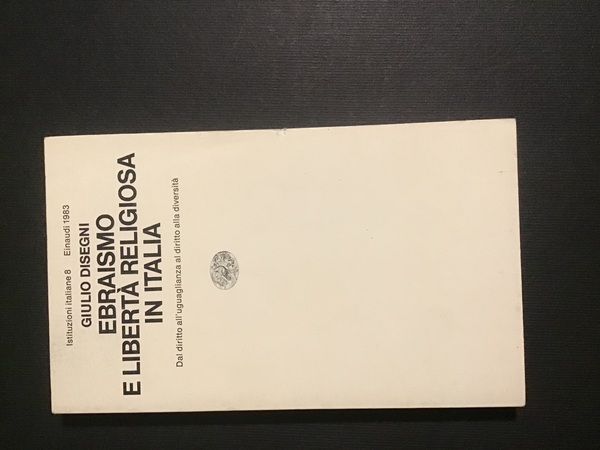 Istituzioni italiane 8 Einaudi 1983
GIULIO DISEGNI
EBRAISMO
E LIBERTÀ RELIGIOSA
IN ITALIA
Dal diritto all'uguaglianza al diritto alla diversità